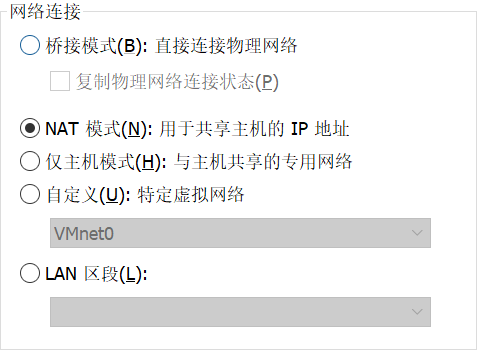 网络连接
桥接模式(B): 直接连接物理网络
复制物理网络连接状态(P)
NAT 模式(N): 用于共享主机的 IP 地址
仅主机模式(H): 与主机共享的专用网络
自定义(U): 特定虚拟网络
VMnet0
LAN 区段(L):